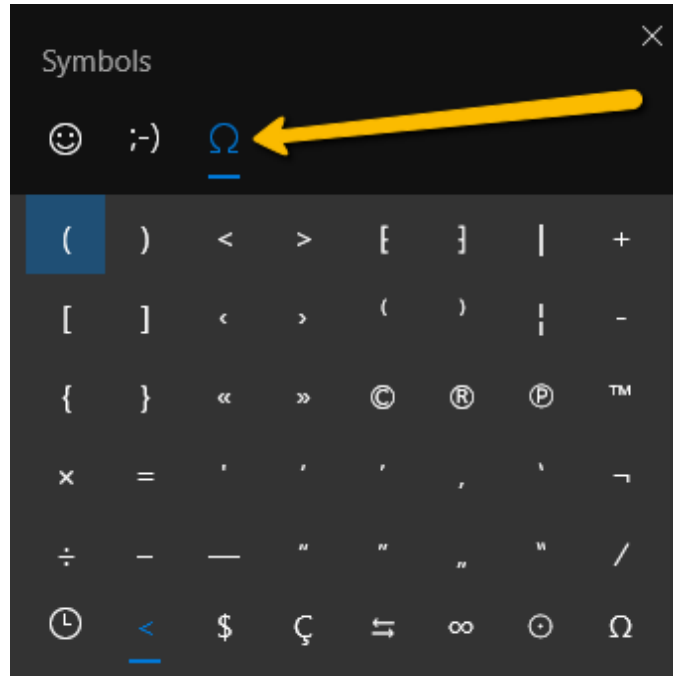 Symbols
;-) Ω
( ) < > ⁅ ⁆ | +
[ ] ‹ › ⁽ ⁾ ¦ -
{ } « » © ® ℗ ™
× = ‘ ’ ′ ‚ ‛ ¬
÷ – — “ ” „ ‟ /
< $ Ç ⇆ ∞ ⊙ Ω